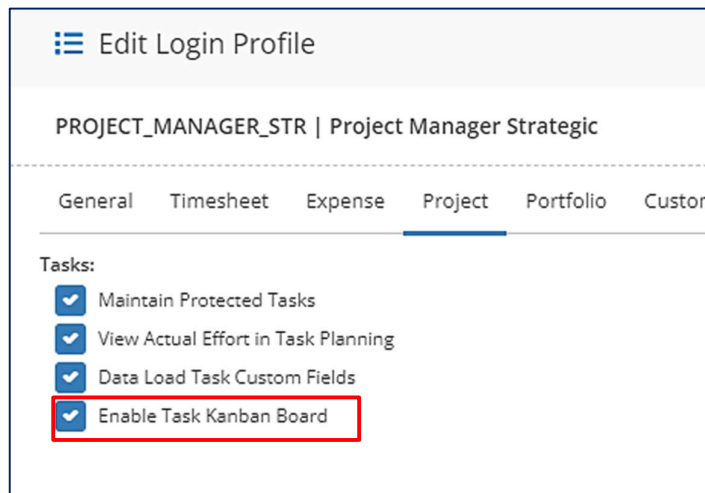 Edit Login Profile
PROJECT_MANAGER_STR | Project Manager Strategic
General Timesheet Expense Project Portfolio Custom
Tasks:
Maintain Protected Tasks
View Actual Effort in Task Planning
Data Load Task Custom Fields
Enable Task Kanban Board